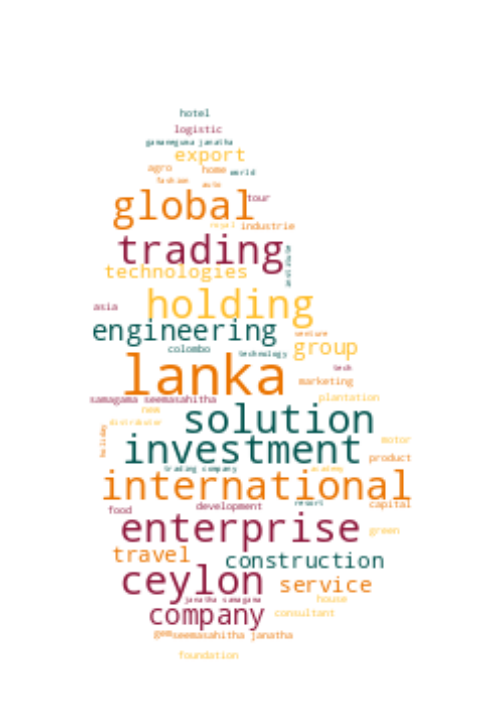 hotel
logistic
gamaneguma janatha
export
agro home world
fashion auto
global tour
royal industrie
trading
technologies
holding
asia
engineering venture
colombo technology group
lanka tech
marketing
samagama seemasahitha plantation
new
solution
distributor
holiday
investment motor
product
trading company academy
international
food development resort capital
enterprise green
travel
construction
ceylon service
janatha samagama house
company consultant
gem seemasahitha janatha
foundation